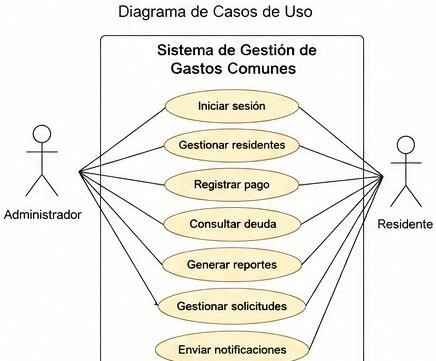 Diagrama de Casos de Uso
Sistema de Gestión de
Gastos Comunes
Iniciar sesión
Gestionar residentes
Registrar pago
Administrador
Consultar deuda
Residente
Generar reportes
Gestionar solicitudes
Enviar notificaciones